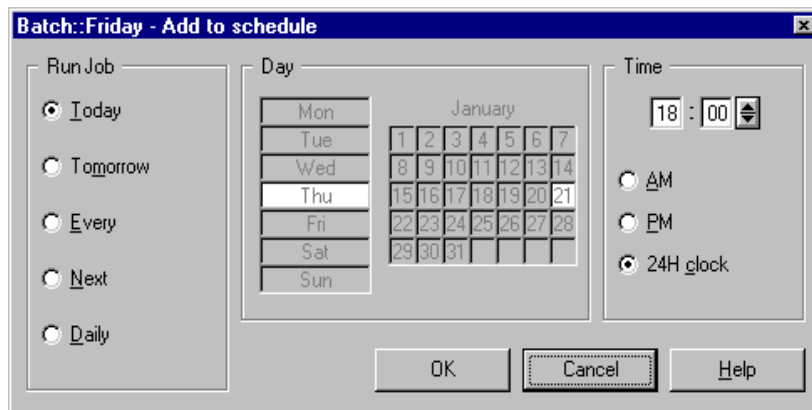 Batch::Friday - Add to schedule
Run Job
Today
Tomorrow
Every
Next
Daily
Day
Mon
Tue
Wed
Thu
Fri
Sat
Sun
January
1 2 3 4 5 6 7
8 9 10 11 12 13 14
15 16 17 18 19 20 21
22 23 24 25 26 27 28
29 30 31
Time
18 : 00
AM
PM
24H clock
OK
Cancel
Help